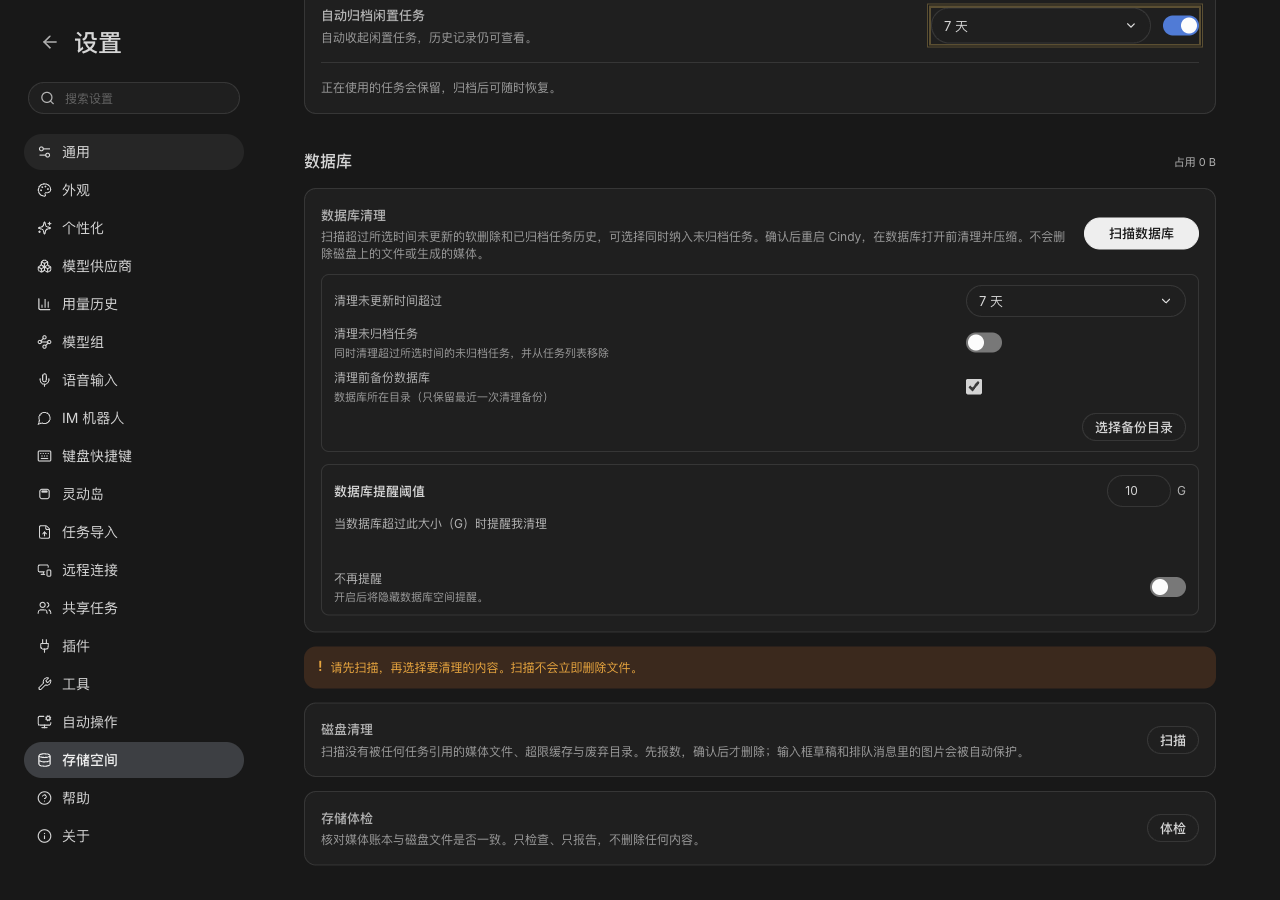 设置
搜索设置
通用
外观
个性化
模型供应商
用量历史
模型组
语音输入
IM 机器人
键盘快捷键
灵动岛
任务导入
远程连接
共享任务
插件
工具
自动操作
存储空间
帮助
关于
自动归档闲置任务
自动收起闲置任务，历史记录仍可查看。
7 天
正在使用的任务会保留，归档后可随时恢复。
数据库
占用 0 B
数据库清理
扫描超过所选时间未更新的软删除和已归档任务历史，可选择同时纳入未归档任务。确认后重启 Cindy，在数据库打开前清理并压缩。不会删
除磁盘上的文件或生成的媒体。
扫描数据库
清理未更新时间超过
7 天
清理未归档任务
同时清理超过所选时间的未归档任务，并从任务列表移除
清理前备份数据库
数据库所在目录（只保留最近一次清理备份）
选择备份目录
数据库提醒阈值
10 G
当数据库超过此大小（G）时提醒我清理
不再提醒
开启后将隐藏数据库空间提醒。
! 请先扫描，再选择要清理的内容。扫描不会立即删除文件。
磁盘清理
扫描没有被任何任务引用的媒体文件、超限缓存与废弃目录。先报数，确认后才删除；输入框草稿和排队消息里的图片会被自动保护。
扫描
存储体检
核对媒体账本与磁盘文件是否一致。只检查、只报告，不删除任何内容。
体检